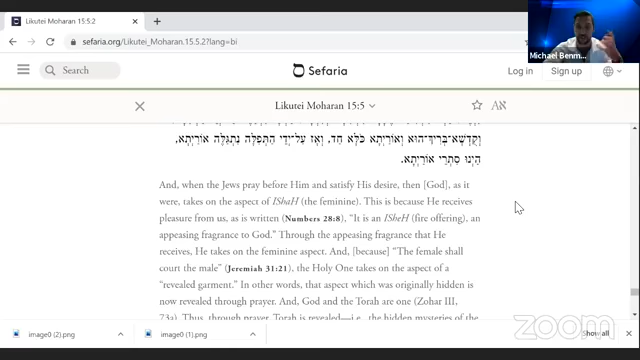 Likutei Moharan 15:5:2
sefaria.org/Likutei_Moharan.15.5.2?lang=bi
Michael Benm...
Search
Sefaria
Log in
Sign up
Likutei Moharan 15:5
וְקֻדְשָׁא־בְּרִיךְ־הוּא וְאוֹרַיְתָא כֹּלָּא חַד, וְאָז עַל־יְדֵי הַתְּפִלָּה נִתְגַּלָּה אוֹרַיְתָא,
הַיְנוּ סִתְרֵי אוֹרַיְתָא.
And, when the Jews pray before Him and satisfy His desire, then [God], as it
were, takes on the aspect of IShaH (the feminine). This is because He receives
pleasure from us, as is written (Numbers 28:8), “It is an ISheH (fire offering), an
appeasing fragrance to God.” Through the appeasing fragrance that He
receives, He takes on the feminine aspect. And, [because] “The female shall
court the male” (Jeremiah 31:21), the Holy One takes on the aspect of a
“revealed garment.” In other words, that aspect which was originally hidden is
now revealed through prayer. And, God and the Torah are one (Zohar III,
73a). Thus, through prayer, Torah is revealed—i.e., the hidden mysteries of the
image0 (2).png
image0 (1).png
Show all
zoom